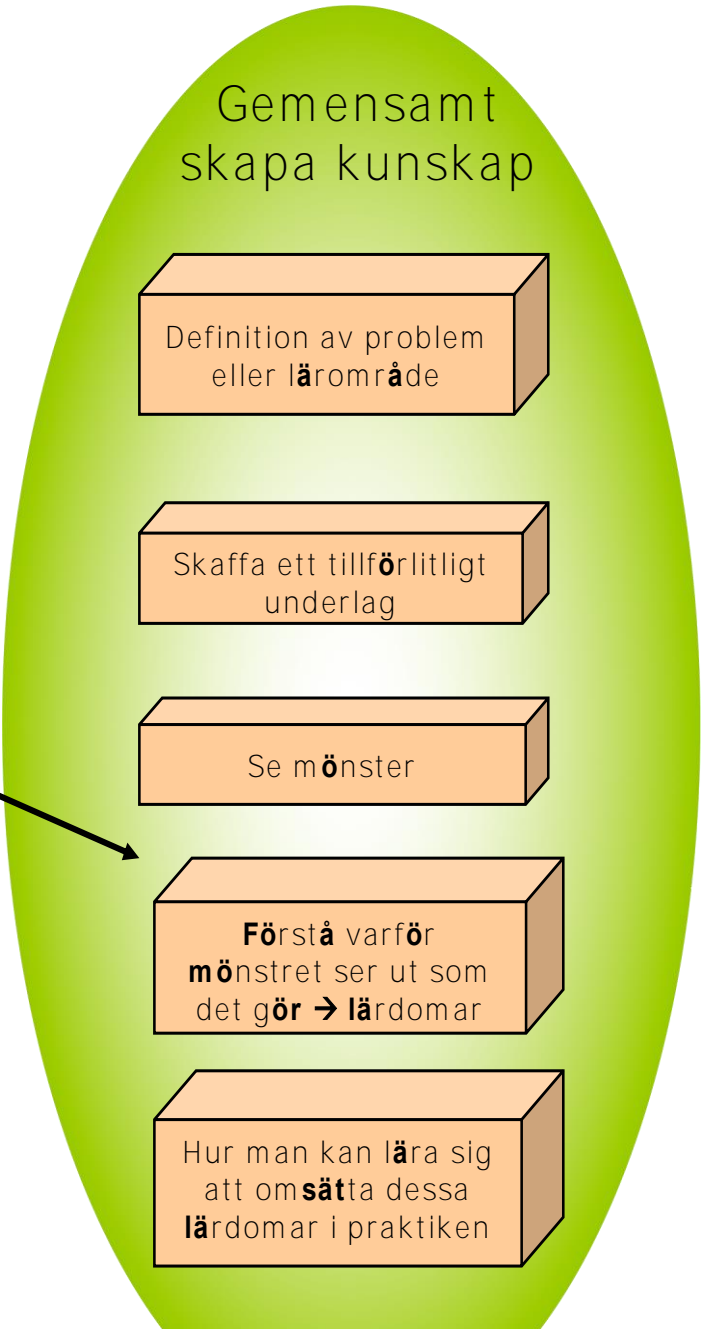 Gemensamt
skapa kunskap
Definition av problem
eller lärområde
Skaffa ett tillförlitligt
underlag
Se mönster
Förstå varför
mönstret ser ut som
det gör → lärdomar
Hur man kan lära sig
att omsätta dessa
lärdomar i praktiken